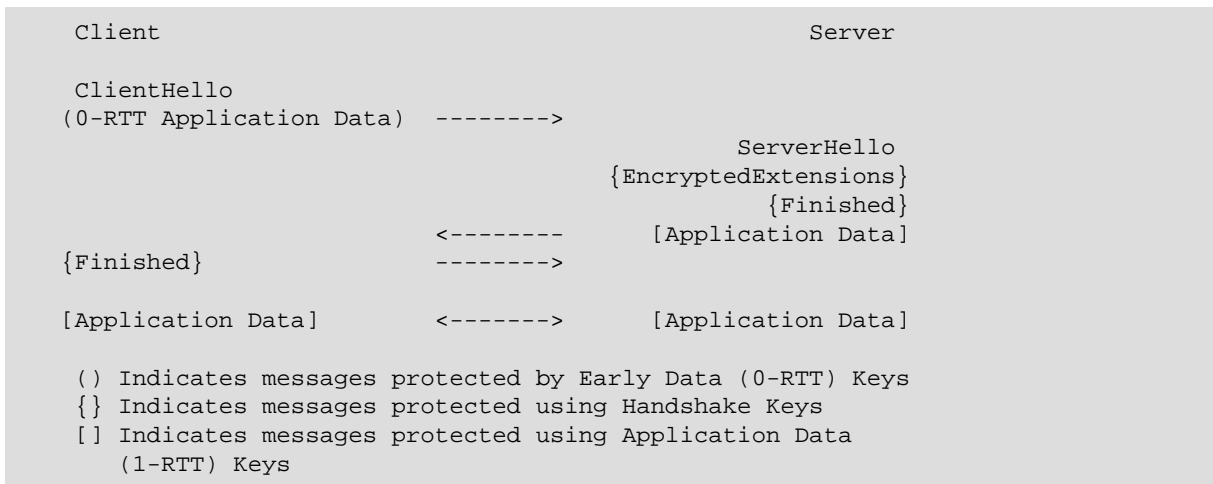 Client                                             Server

ClientHello
(0-RTT Application Data)  -------->
                                              ServerHello
                                     {EncryptedExtensions}
                                                {Finished}
                          <--------      [Application Data]
{Finished}                -------->

[Application Data]        <------->      [Application Data]

() Indicates messages protected by Early Data (0-RTT) Keys
{} Indicates messages protected using Handshake Keys
[] Indicates messages protected using Application Data
(1-RTT) Keys